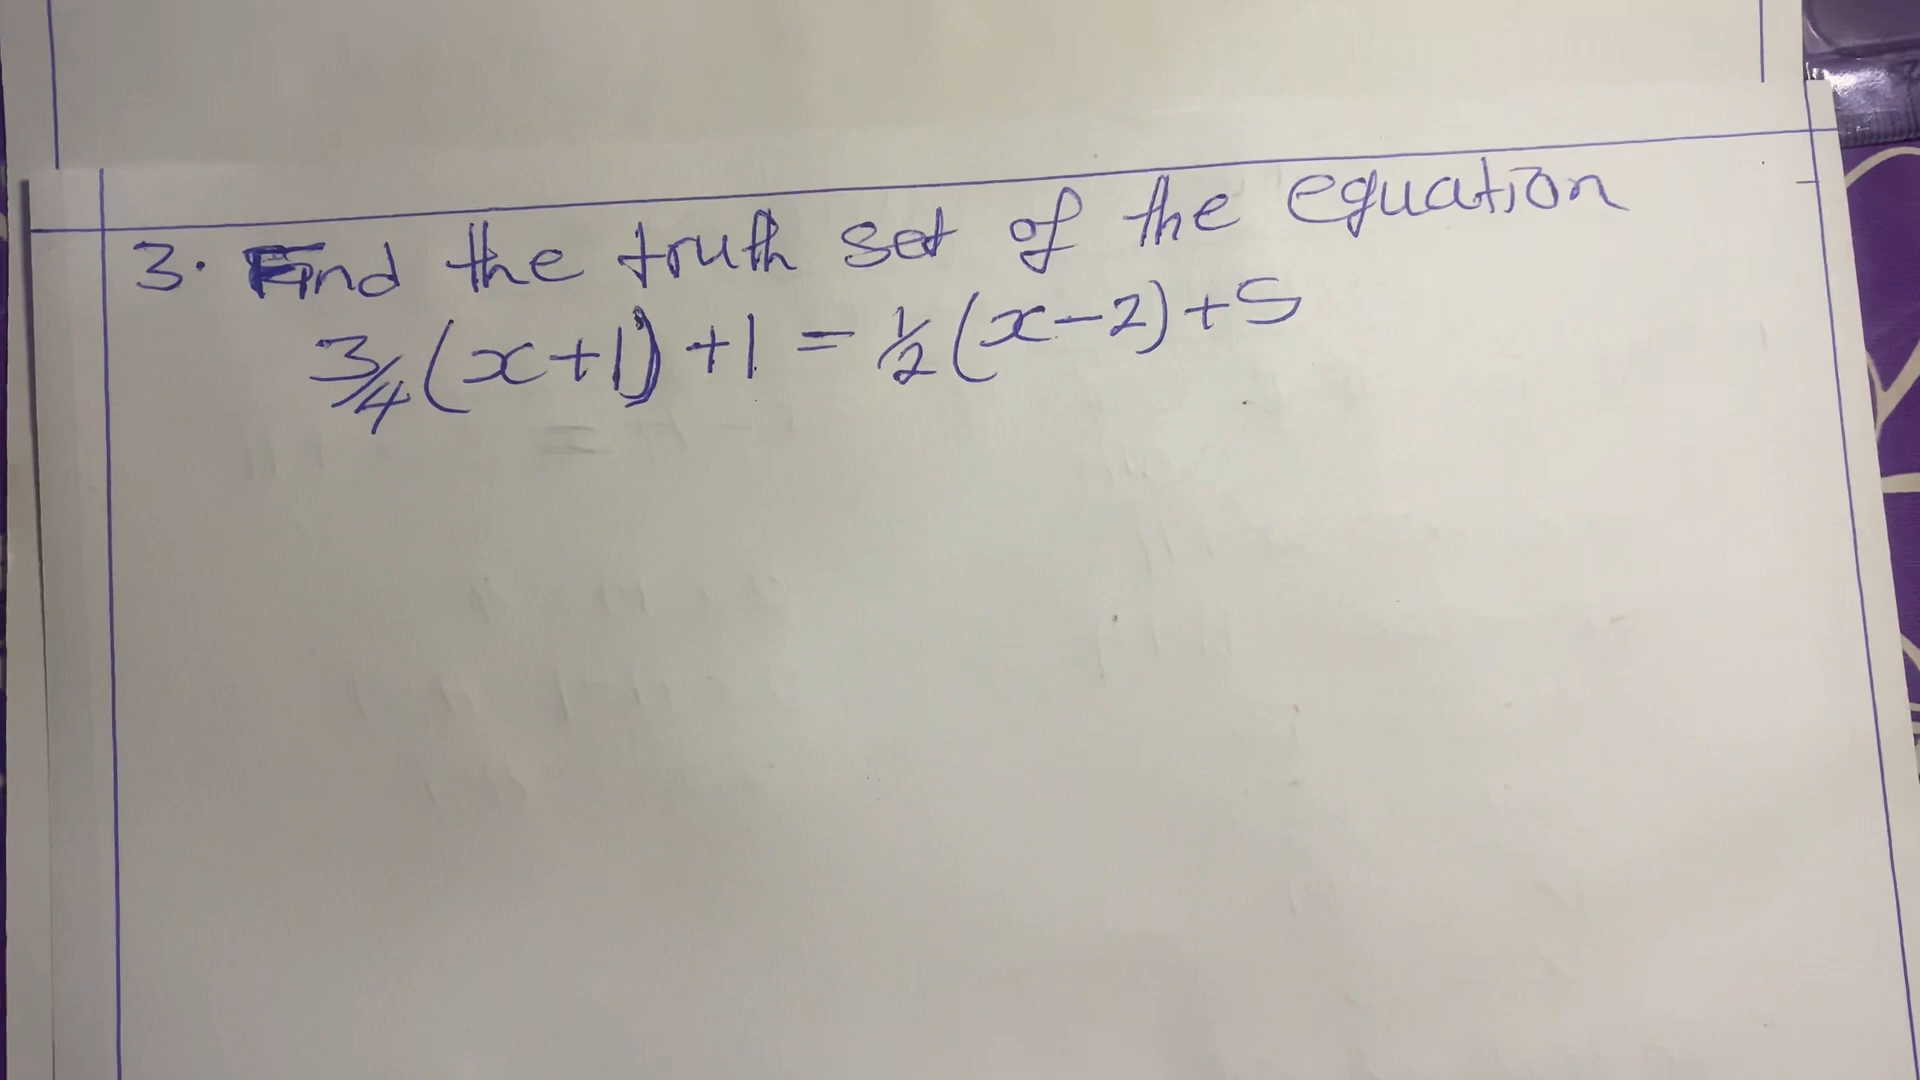 3. Find the truth set of the equation
3/4(x+1)+1 = 1/2(x-2)+5